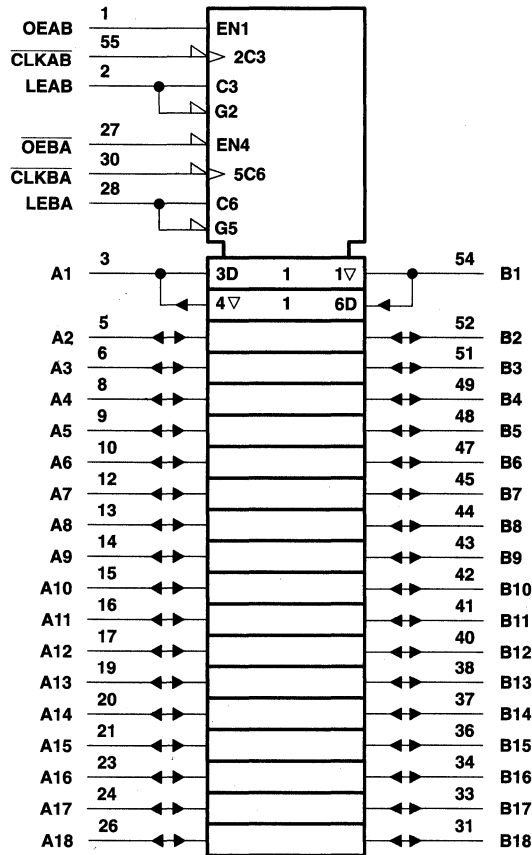 OEAB 1 EN1
CLKAB 55 2C3
LEAB 2 C3
G2
OEBA 27 EN4
CLKBA 30 5C6
LEBA 28 C6
G5
A1 3 3D 1 1▽ 54 B1
4▽ 1 6D
A2 5 52 B2
A3 6 51 B3
A4 8 49 B4
A5 9 48 B5
A6 10 47 B6
A7 12 45 B7
A8 13 44 B8
A9 14 43 B9
A10 15 42 B10
A11 16 41 B11
A12 17 40 B12
A13 19 38 B13
A14 20 37 B14
A15 21 36 B15
A16 23 34 B16
A17 24 33 B17
A18 26 31 B18